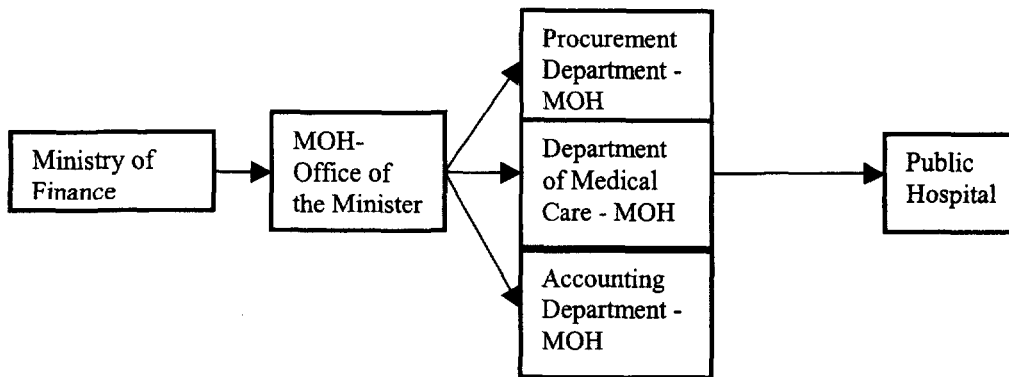 Ministry of
Finance
MOH-
Office of
the Minister
Procurement
Department -
MOH
Department
of Medical
Care - MOH
Accounting
Department -
MOH
Public
Hospital